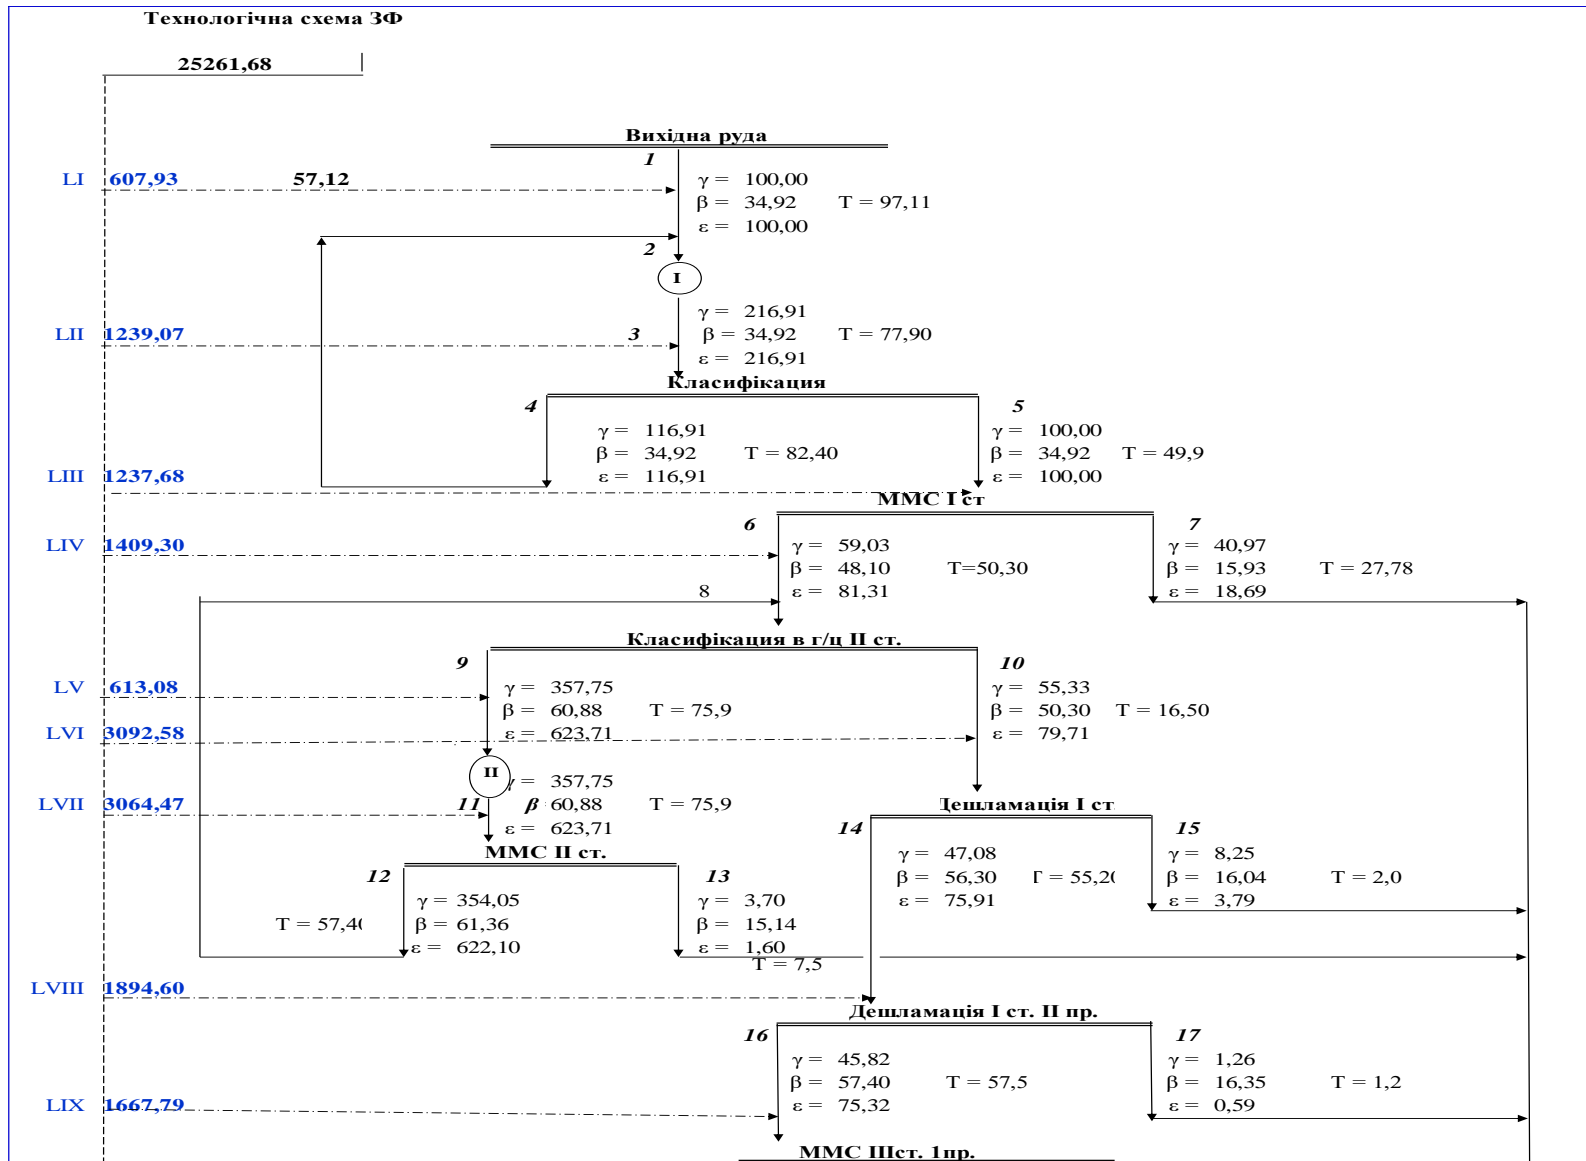 Технологічна схема ЗФ
25261,68
Вихідна руда
1
LI 607,93 57,12
γ = 100,00
β = 34,92 T = 97,11
ε = 100,00
2
I
γ = 216,91
LII 1239,07 3 β = 34,92 T = 77,90
ε = 216,91
Класифікация
4 5
γ = 116,91 γ = 100,00
β = 34,92 T = 82,40 β = 34,92 T = 49,9
LIII 1237,68 ε = 116,91 ε = 100,00
ММС І ст
6 7
LIV 1409,30 γ = 59,03 γ = 40,97
β = 48,10 T=50,30 β = 15,93 T = 27,78
8 ε = 81,31 ε = 18,69
Класифікация в г/ц ІІ ст.
9 10
LV 613,08 γ = 357,75 γ = 55,33
β = 60,88 T = 75,9 β = 50,30 T = 16,50
LVI 3092,58 ε = 623,71 ε = 79,71
II
γ = 357,75
LVII 3064,47 11 β 60,88 T = 75,9 Дешламація І ст
ε = 623,71 14 15
ММС ІІ ст. γ = 47,08 γ = 8,25
12 13 β = 56,30 T = 55,20 β = 16,04 T = 2,0
γ = 354,05 γ = 3,70 ε = 75,91 ε = 3,79
T = 57,40 β = 61,36 β = 15,14
ε = 622,10 ε = 1,60
T = 7,5
LVIII 1894,60
Дешламація І ст. ІІ пр.
16 17
γ = 45,82 γ = 1,26
β = 57,40 T = 57,5 β = 16,35 T = 1,2
LIX 1667,79 ε = 75,32 ε = 0,59
ММС ІІІст. 1пр.